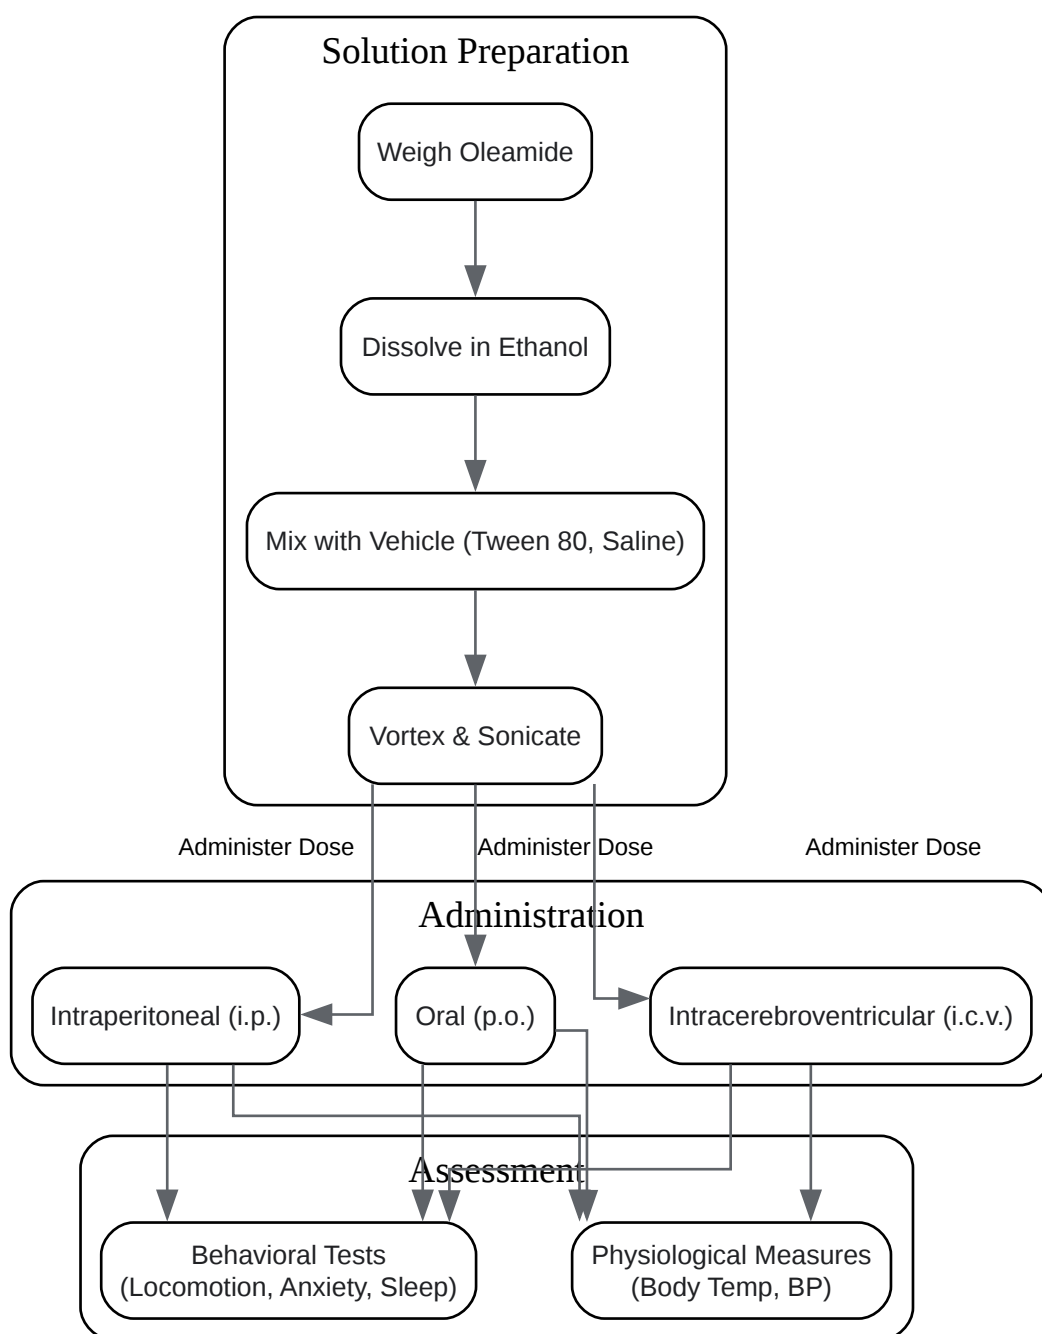 Solution Preparation
Weigh Oleamide
Dissolve in Ethanol
Mix with Vehicle (Tween 80, Saline)
Vortex & Sonicate
Administer Dose
Administer Dose
Administer Dose
Administration
Intraperitoneal (i.p.)
Oral (p.o.)
Intracerebroventricular (i.c.v.)
Assessment
Behavioral Tests
(Locomotion, Anxiety, Sleep)
Physiological Measures
(Body Temp, BP)